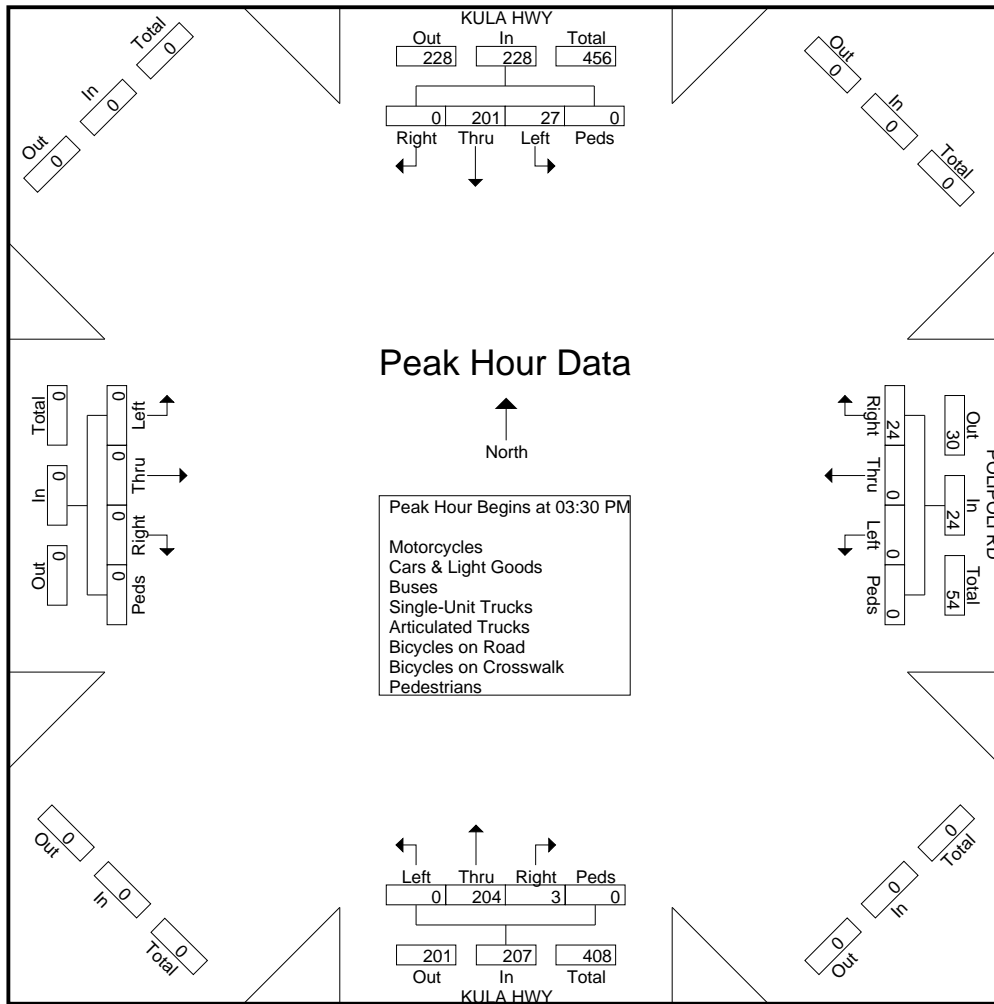 KULA HWY
Out In Total
228 228 456
0 201 27 0
Right Thru Left Peds
Total
0
In
0
Out
0
Out
0
In
0
Total
0
Peak Hour Data
North
Peak Hour Begins at 03:30 PM
Motorcycles
Cars & Light Goods
Buses
Single-Unit Trucks
Articulated Trucks
Bicycles on Road
Bicycles on Crosswalk
Pedestrians
Total In Out
0 0 0
0 0 0 0
Left Thru Right Peds
Right Thru Left Peds
24 0 0 0
Out In Total
30 24 54
POLIPOLI RD
Out
0
In
0
Total
0
Left Thru Right Peds
0 204 3 0
201 207 408
Out In Total
KULA HWY
0
Total
0
In
0
Out